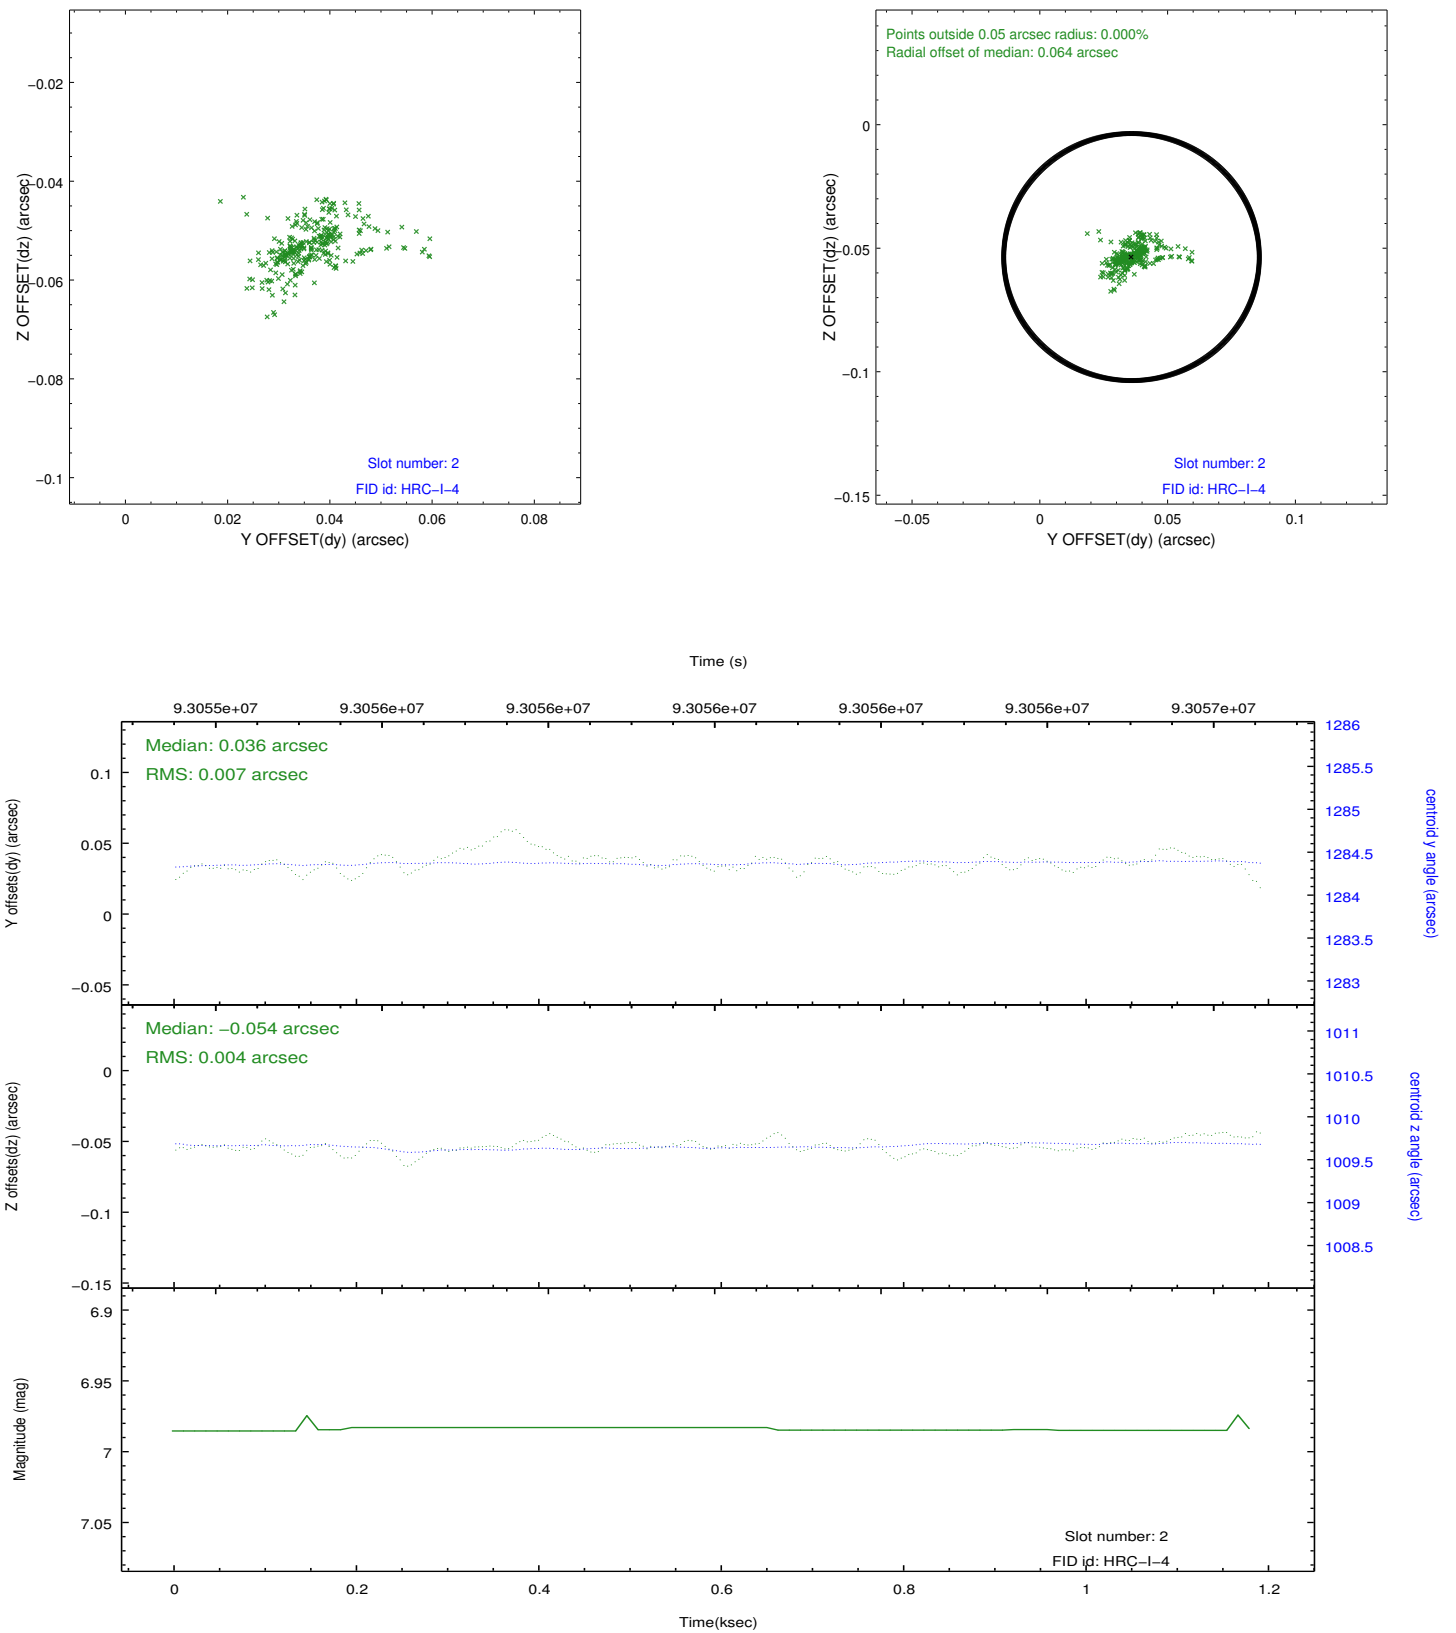 −0.02
−0.04
−0.06
−0.08
−0.1
Z OFFSET(dz) (arcsec)
Slot number: 2
FID id: HRC−I−4
0 0.02 0.04 0.06 0.08
Y OFFSET(dy) (arcsec)
Points outside 0.05 arcsec radius: 0.000%
Radial offset of median: 0.064 arcsec
0
−0.05
−0.1
−0.15
Z OFFSET(dz) (arcsec)
Slot number: 2
FID id: HRC−I−4
−0.05 0 0.05 0.1
Y OFFSET(dy) (arcsec)
Time (s)
9.3055e+07 9.3056e+07 9.3056e+07 9.3056e+07 9.3056e+07 9.3056e+07 9.3057e+07
Median: 0.036 arcsec
RMS: 0.007 arcsec
0.1
0.05
0
−0.05
Y offsets(dy) (arcsec)
1286
1285.5
1285
1284.5
1284
1283.5
1283
centroid y angle (arcsec)
Median: −0.054 arcsec
RMS: 0.004 arcsec
0
−0.05
−0.1
−0.15
Z offsets(dz) (arcsec)
1011
1010.5
1010
1009.5
1009
1008.5
centroid z angle (arcsec)
6.9
6.95
7
7.05
Magnitude (mag)
Slot number: 2
FID id: HRC−I−4
0 0.2 0.4 0.6 0.8 1 1.2
Time(ksec)